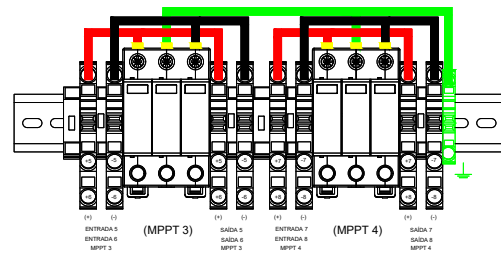 +5 -5 +5 -5 +7 -7 +7 -7
+6 -6 +6 -6 +8 -8 +8 -8
(+) (-) (+) (-) (+) (-) (+) (-)
ENTRADA 5
ENTRADA 6
MPPT 3
(MPPT 3)
SAÍDA 5
SAÍDA 6
MPPT 3
ENTRADA 7
ENTRADA 8
MPPT 4
(MPPT 4)
SAÍDA 7
SAÍDA 8
MPPT 4